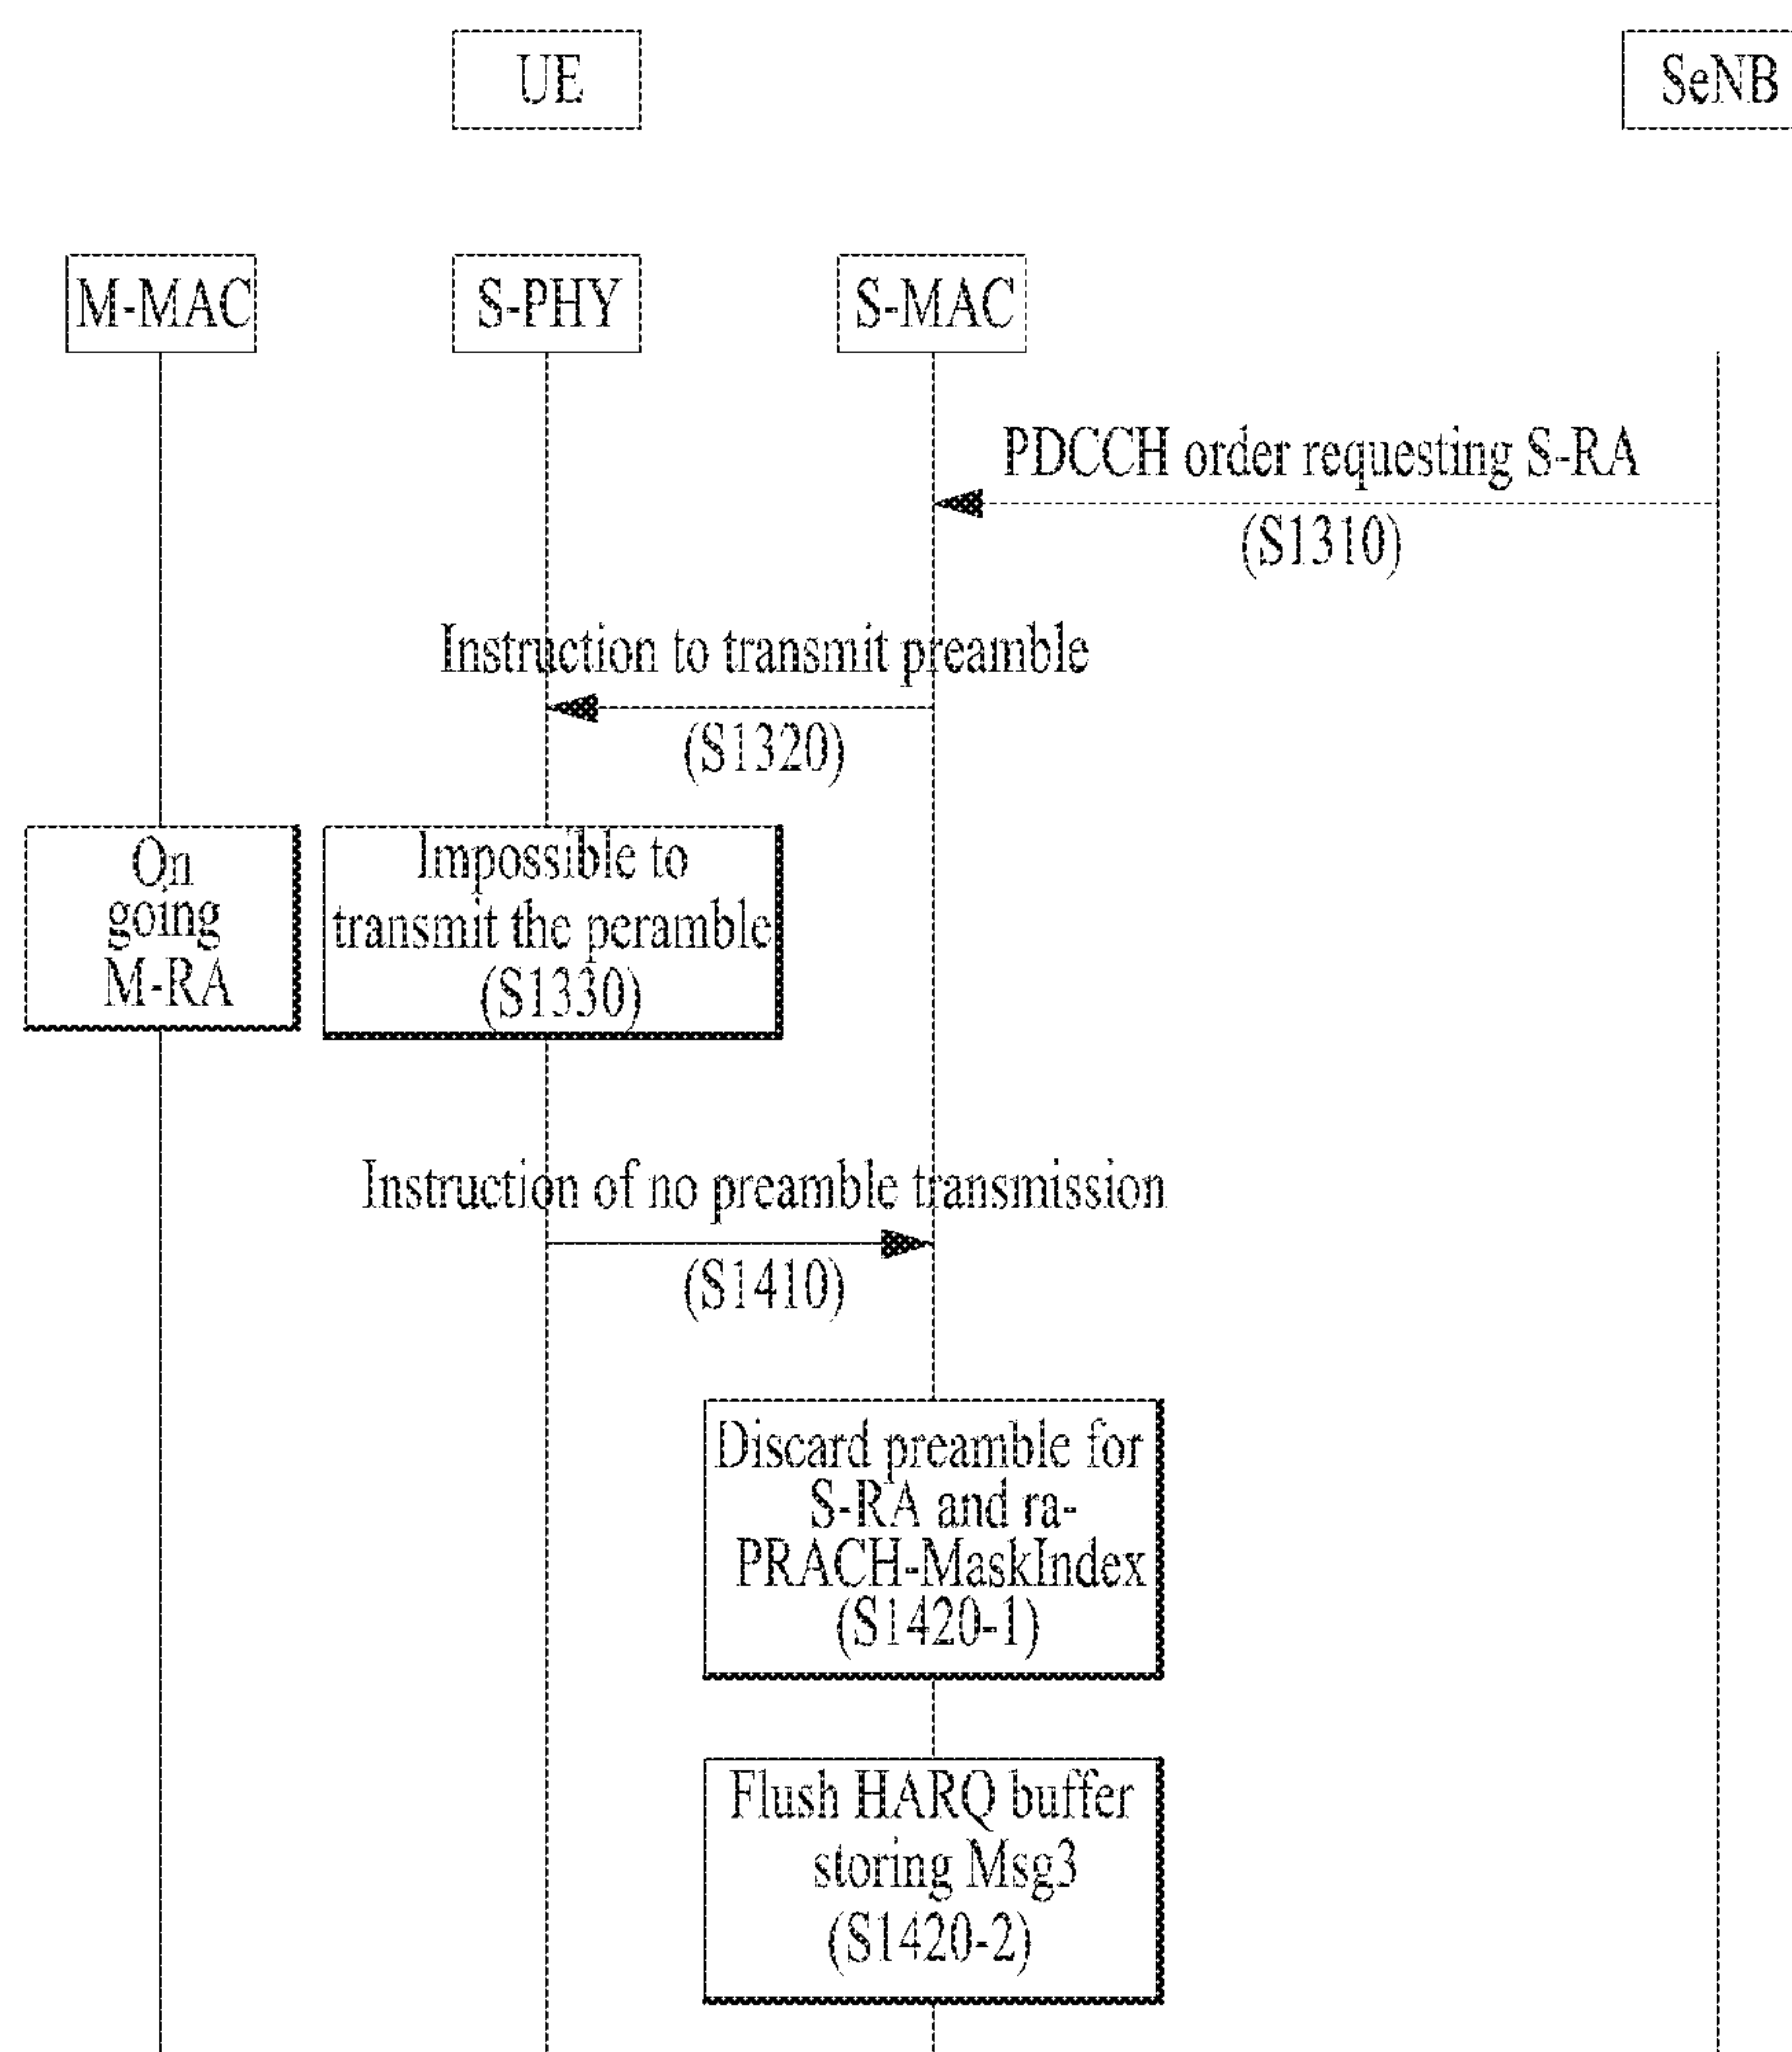 UE
SeNB
M-MAC
S-PHY
S-MAC
PDCCH order requesting S-RA
(S1310)
Instruction to transmit preamble
(S1320)
On
going
M-RA
Impossible to
transmit the peramble
(S1330)
Instruction of no preamble transmission
(S1410)
Discard preamble for
S-RA and ra-
PRACH-MaskIndex
(S1420-1)
Flush HARQ buffer
storing Msg3
(S1420-2)